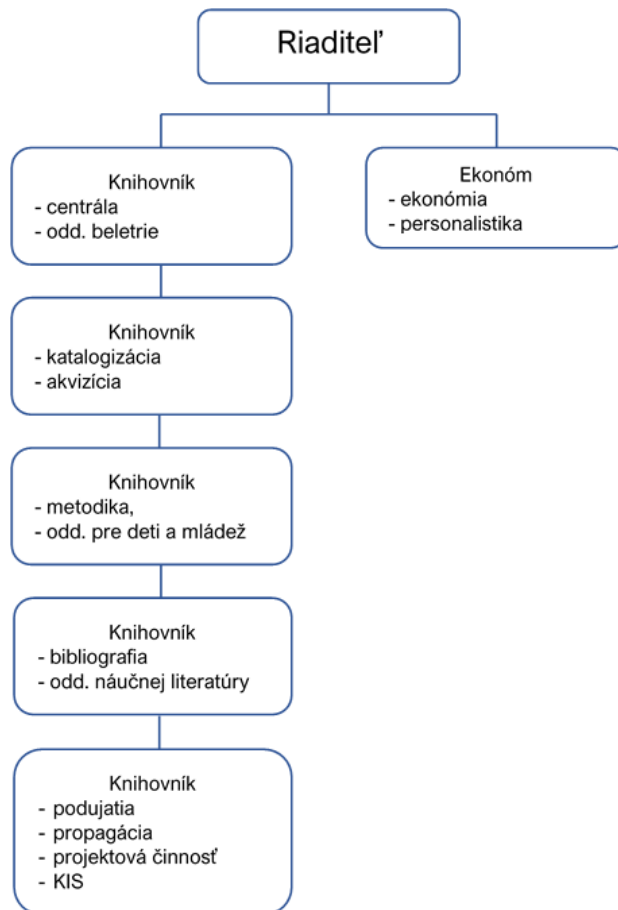 Riaditeľ
Knihovník
- centrála
- odd. beletrie
Ekonóm
- ekonómia
- personalistika
Knihovník
- katalogizácia
- akvizícia
Knihovník
- metodika,
- odd. pre deti a mládež
Knihovník
- bibliografia
- odd. náučnej literatúry
Knihovník
- podujatia
- propagácia
- projektová činnosť
- KIS